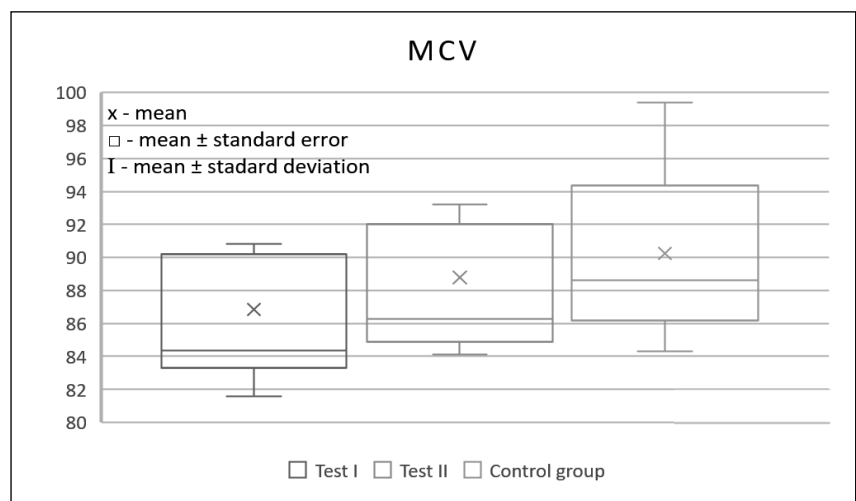 MCV
100
98
96
94
92
90
88
86
84
82
80
x - mean
□ - mean ± standard error
I - mean ± stadard deviation
Test I Test II Control group